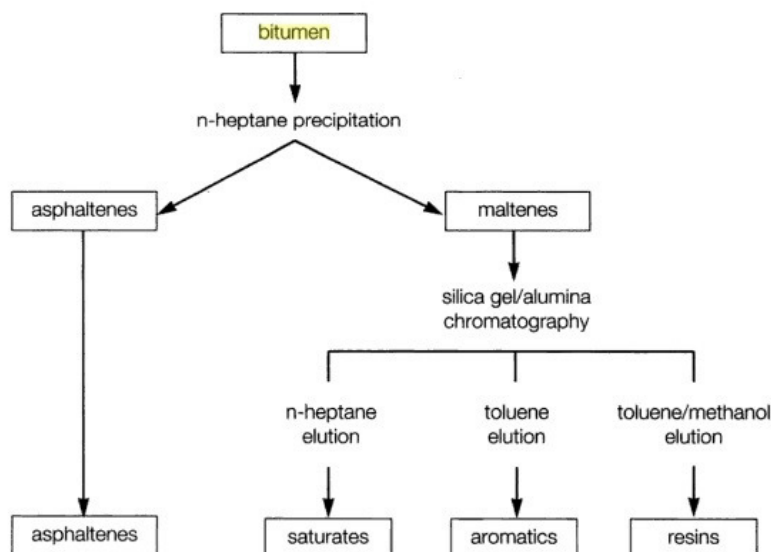 bitumen
n-heptane precipitation
asphaltenes
maltenes
silica gel/alumina
chromatography
n-heptane
elution
toluene
elution
toluene/methanol
elution
asphaltenes
saturates
aromatics
resins